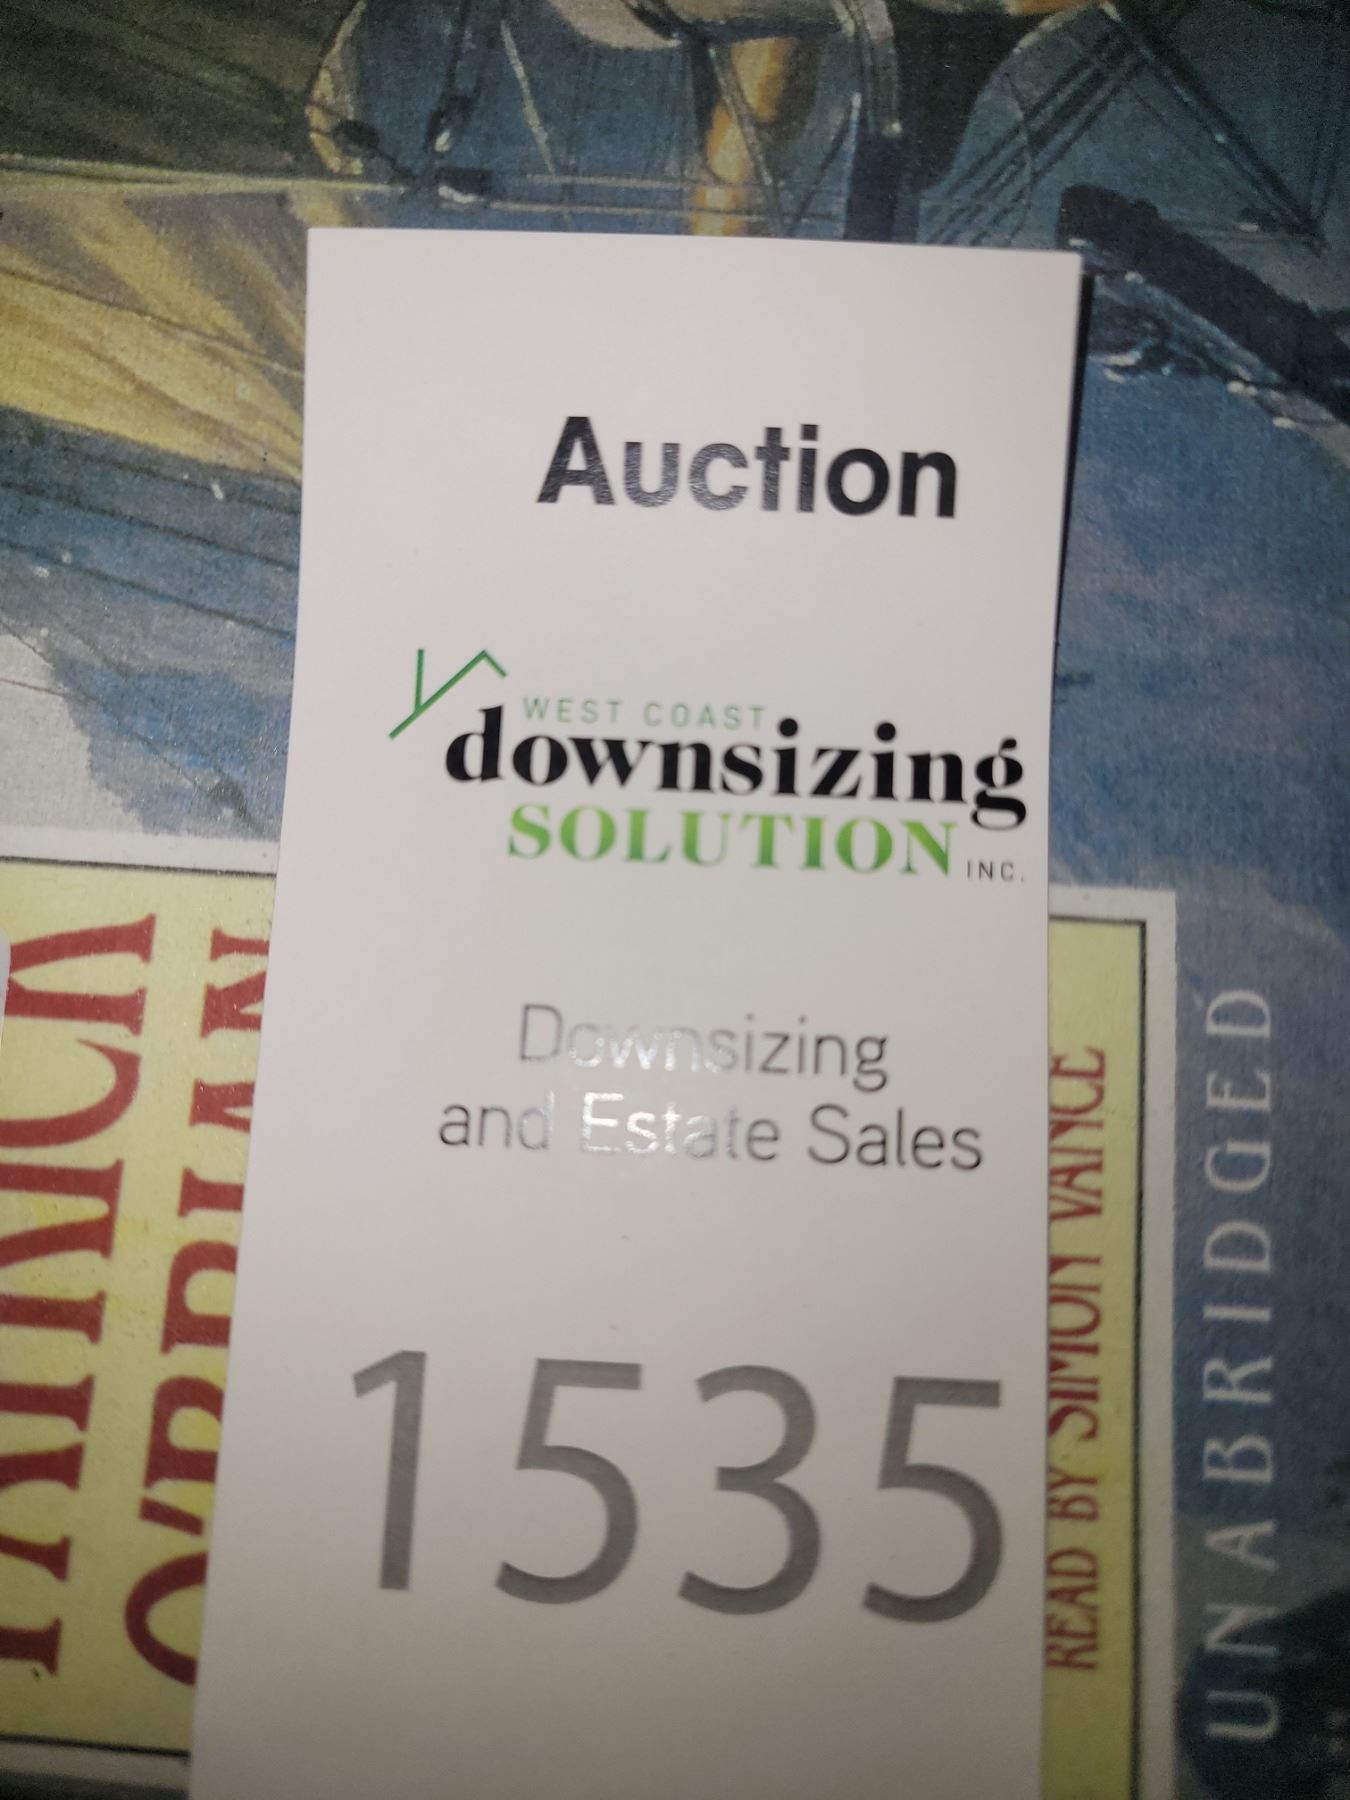 Auction
WEST COAST
downsizing
SOLUTION INC.
Downsizing
and Estate Sales
1535
READ BY SIMON VANCE
UNABRIDGED